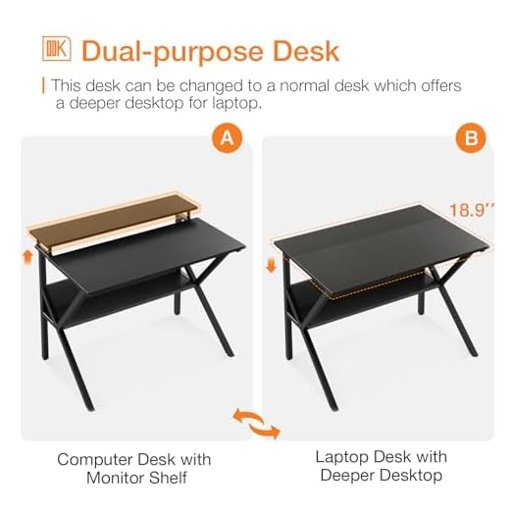 ODK Dual-purpose Desk
This desk can be changed to a normal desk which offers
a deeper desktop for laptop.
A
B
18.9’’
Computer Desk with
Monitor Shelf
Laptop Desk with
Deeper Desktop